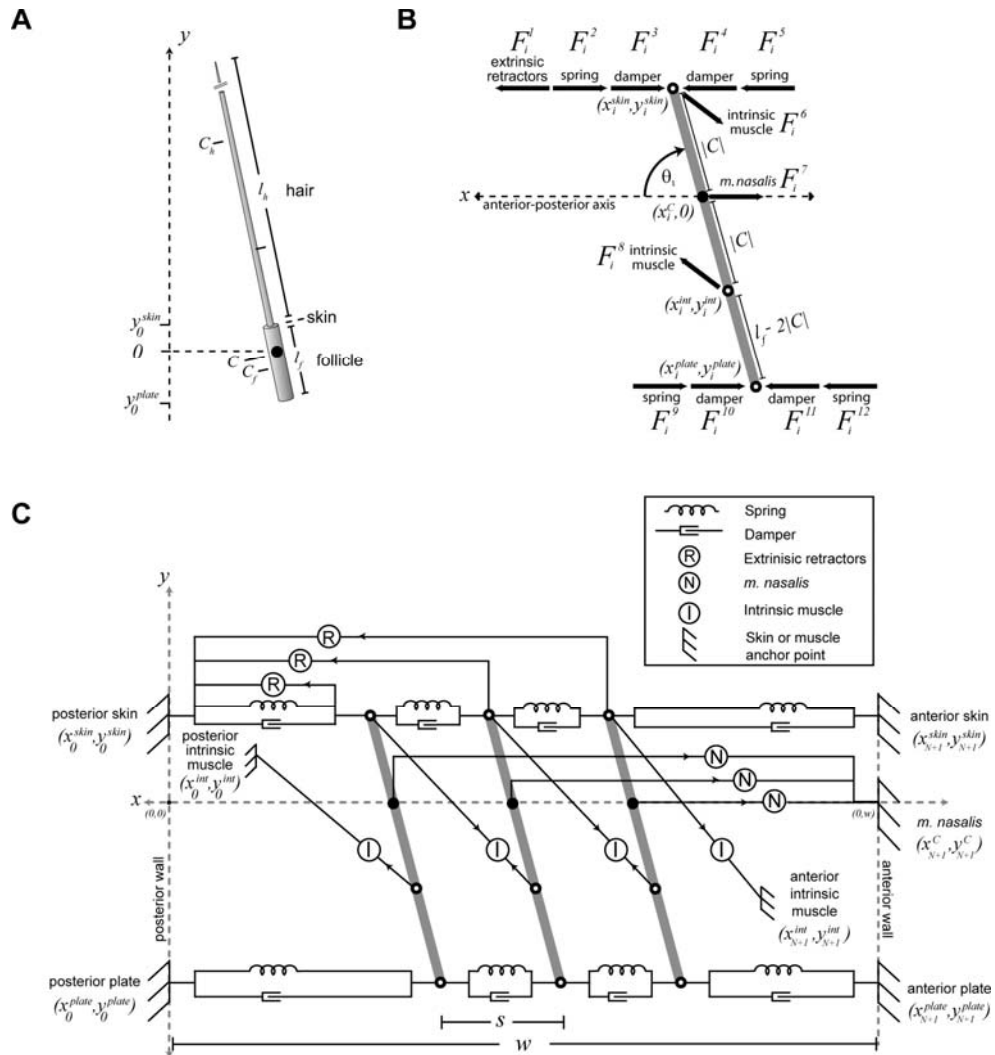 A
y
C_h
l_h
hair
y_0^skin
skin
0
C
C_f
l_f
follicle
y_0^plate
B
F_i^1 F_i^2 F_i^3 F_i^4 F_i^5
extrinsic retractors
spring damper damper spring
(x_i^skin, y_i^skin)
intrinsic muscle F_i^6
|C|
θ_i
m. nasalis F_i^7
x
anterior-posterior axis
(x_i^C, 0)
|C|
F_i^8 intrinsic muscle
(x_i^int, y_i^int)
l_f - 2|C|
(x_i^plate, y_i^plate)
spring damper damper spring
F_i^9 F_i^10 F_i^11 F_i^12
C
Spring
Damper
R Extrinisic retractors
N m. nasalis
I Intrinsic muscle
Skin or muscle
anchor point
y
R
R
R
posterior skin
(x_0^skin, y_0^skin)
anterior skin
(x_N+1^skin, y_N+1^skin)
posterior
intrinsic
muscle
(x_0^int, y_0^int)
N
N
N
x
(0,0)
(0,w)
m. nasalis
(x_N+1^C, y_N+1^C)
I
I
I
I
posterior wall
anterior wall
anterior
intrinsic
muscle
(x_N+1^int, y_N+1^int)
posterior plate
(x_0^plate, y_0^plate)
anterior plate
(x_N+1^plate, y_N+1^plate)
s
w